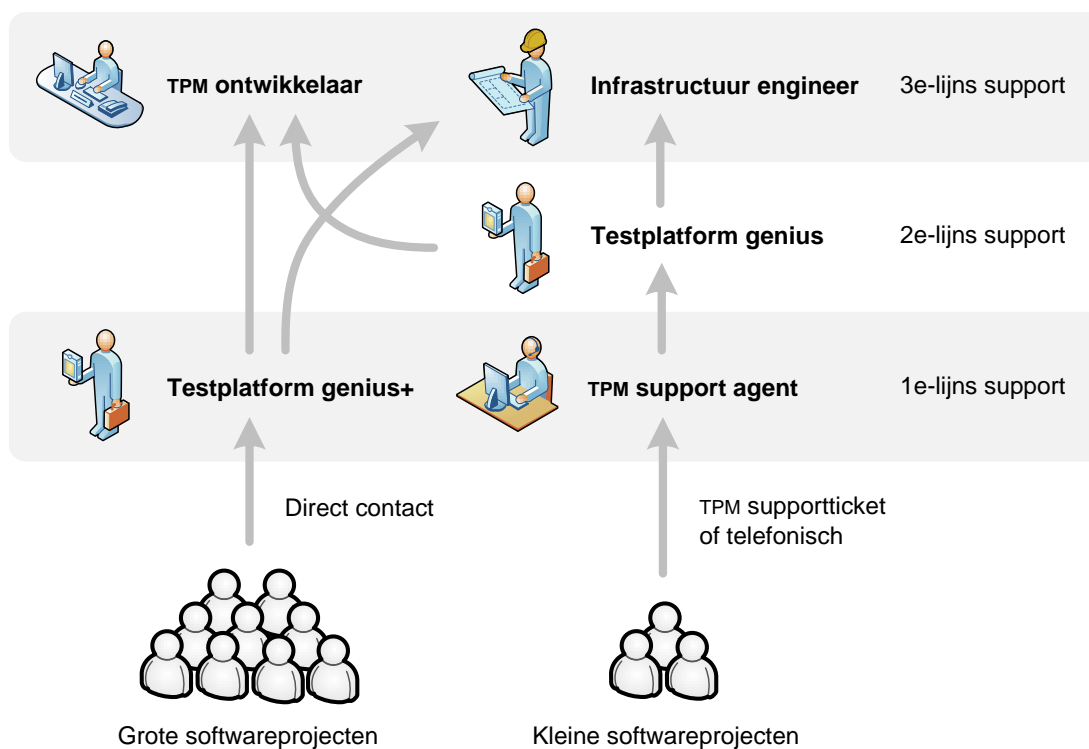 TPM ontwikkelaar
Infrastructuur engineer
3e-lijns support
Testplatform genius
2e-lijns support
Testplatform genius+
TPM support agent
1e-lijns support
Direct contact
TPM supportticket
of telefonisch
Grote softwareprojecten
Kleine softwareprojecten